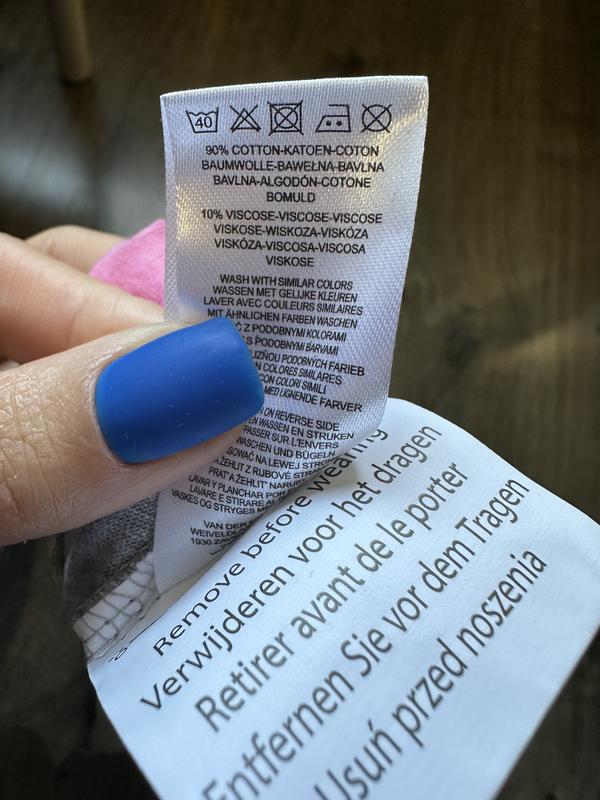 40
90% COTTON-KATOEN-COTON
BAUMWOLLE-BAWEŁNA-BAVLNA
BAVLNA-ALGODÓN-COTONE
BOMULD
10% VISCOSE-VISCOSE-VISCOSE
VISKOSE-WISKOZA-VISKÓZA
VISKÓZA-VISCOSA-VISCOSA
VISKOSE
WASH WITH SIMILAR COLORS
WASSEN MET GELIJKE KLEUREN
LAVER AVEC COULEURS SIMILAIRES
MIT ÄHNLICHEN FARBEN WASCHEN
Z PODOBNYMI KOLORAMI
S PODOBNÝMI BARVAMI
PODOBNÝCH FARIEB
COLORES SIMILARES
CON COLORI SIMILI
MED LIGNENDE FARVER
ON REVERSE SIDE
WASSEN EN STRUKEN
PASSER SUR L'ENVERS
WASCHEN UND BÜGELN
NA LEWEJ
Z RUBOVÉ
PRAŤ A ŽEHLIŤ
LAVAR Y PLANCHAR POR
LAVARE E STIRARE
VASKES OG STRYGES
VAN DER
1930
Remove before wearing
Verwijderen voor het dragen
Retirer avant de le porter
Entfernen Sie vor dem Tragen
Usuń przed noszenia